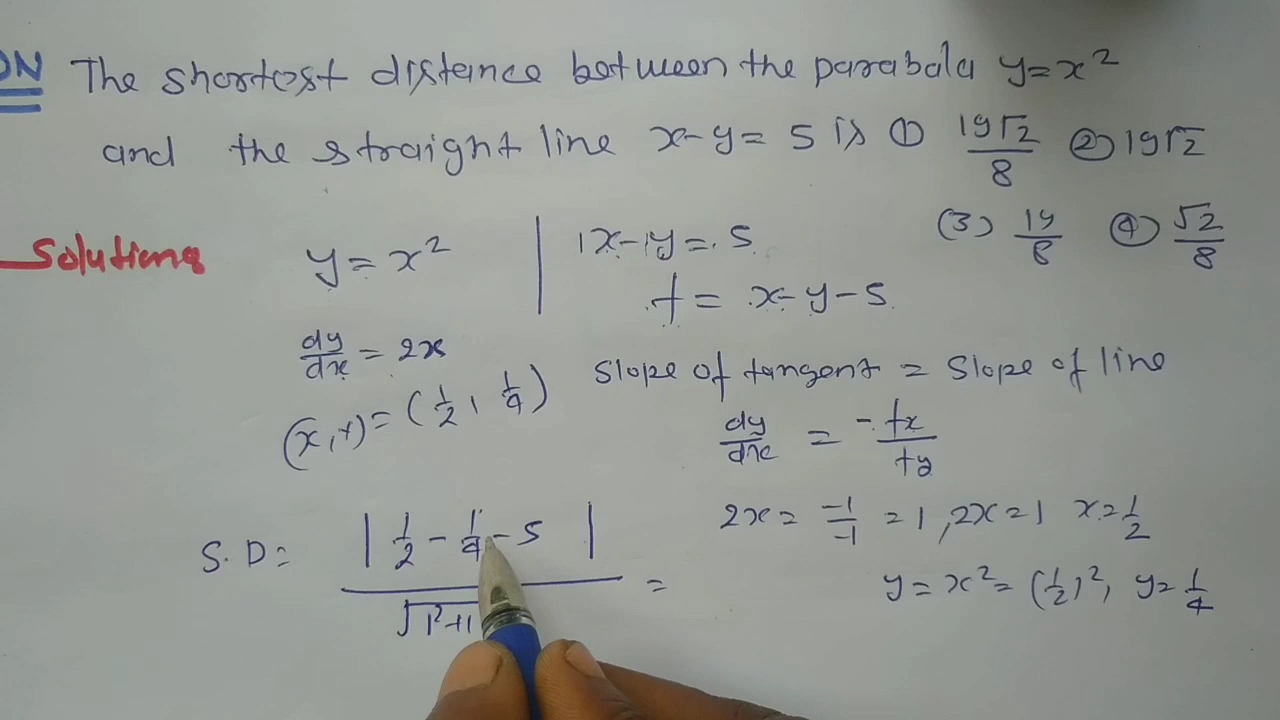 ON The shortest distance between the parabala y=x²
and the straight line x-y=5 is ① 19√2/8 ② 19√2
(3) 19/8 ④ √2/8
Solutions y=x² | 1x-1y=5
f = x-y-5
dy/dx = 2x Slope of tangent = Slope of line
(x,y)=(1/2, 1/4) dy/dx = -fx/fy
2x = -1/-1 = 1, 2x=1 x=1/2
S.D = |1/2 - 1/4 - 5| / √1²+1 = y=x²=(1/2)², y=1/4